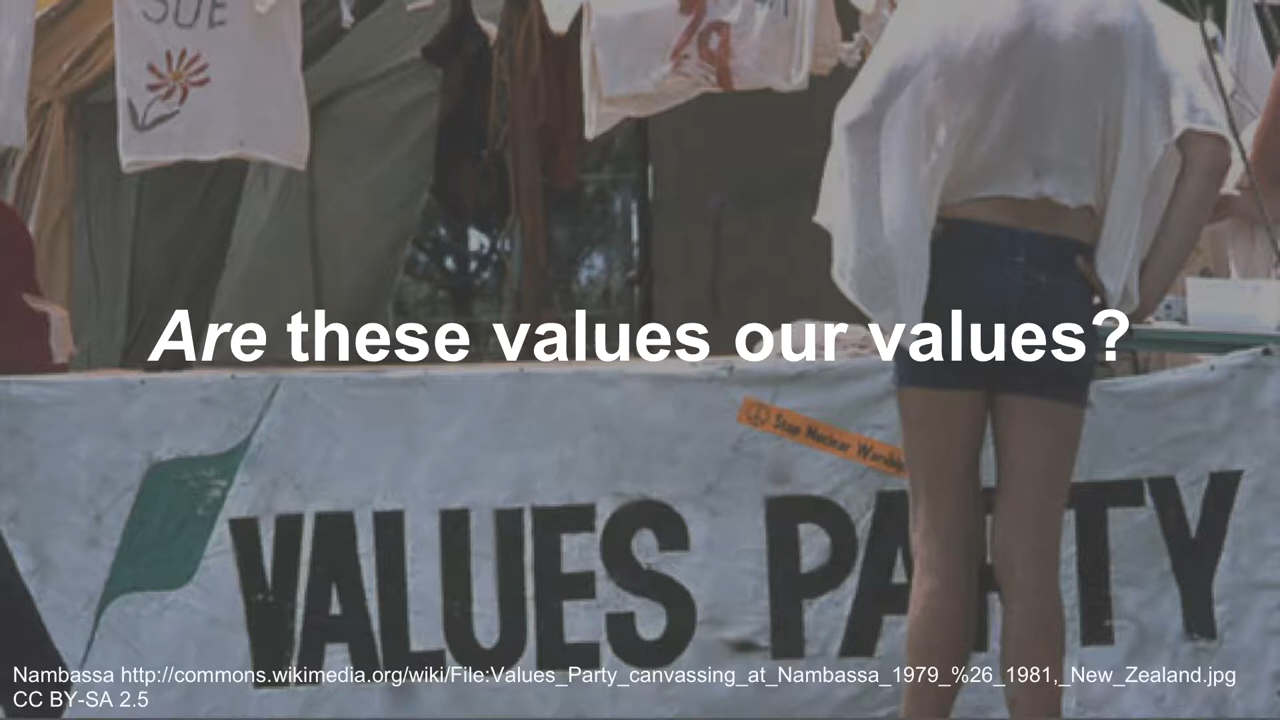 SUE
Are these values our values?
Stop Nuclear Worship
VALUES PARTY
Nambassa http://commons.wikimedia.org/wiki/File:Values_Party_canvassing_at_Nambassa_1979_%26_1981,_New_Zealand.jpg
CC BY-SA 2.5